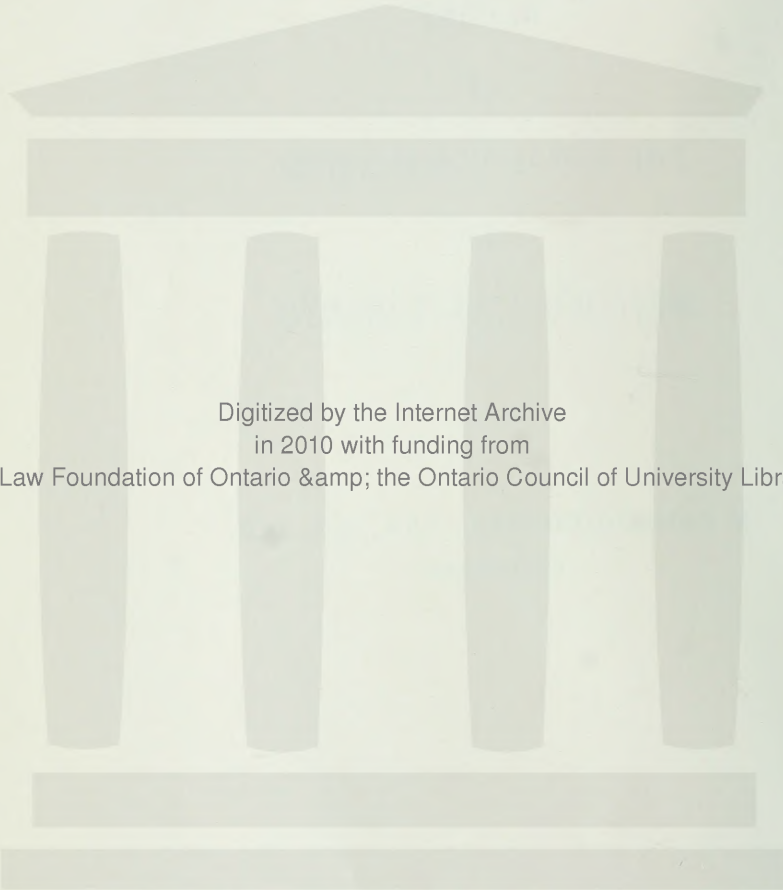 Digitized by the Internet Archive
in 2010 with funding from
Law Foundation of Ontario &amp; the Ontario Council of University Libr